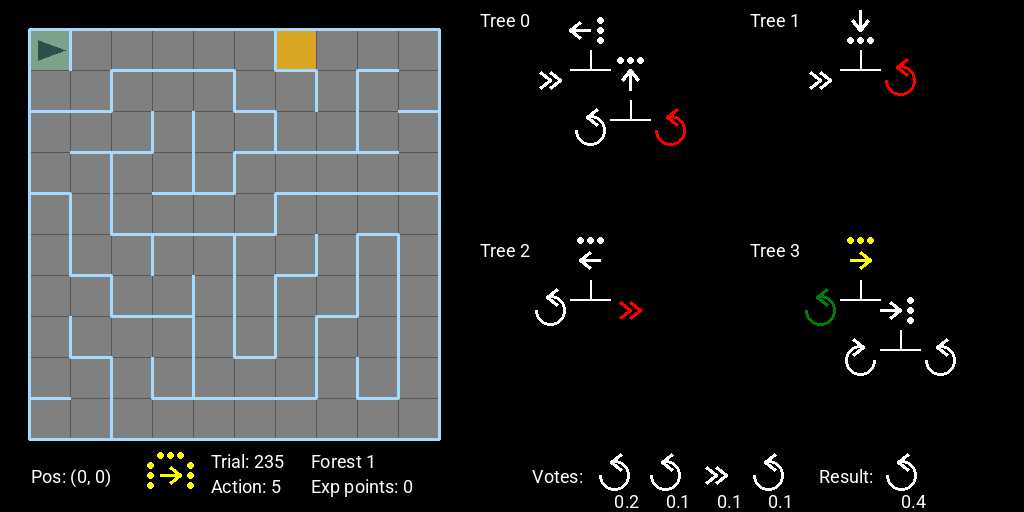 Tree 0
Tree 1
Tree 2
Tree 3
Pos: (0, 0)
Trial: 235
Forest 1
Action: 5
Exp points: 0
Votes:
0.2
0.1
0.1
0.1
Result:
0.4